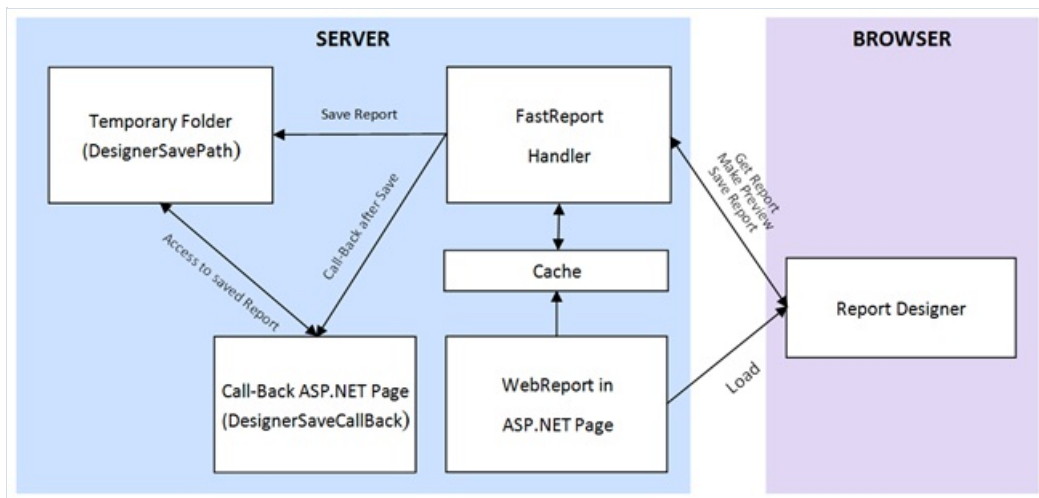 SERVER
BROWSER
Temporary Folder
(DesignerSavePath)
Save Report
FastReport
Handler
Get Report
Make Preview
Save Report
Call-Back after Save
Access to saved Report
Cache
Report Designer
Call-Back ASP.NET Page
(DesignerSaveCallBack)
WebReport in
ASP.NET Page
Load